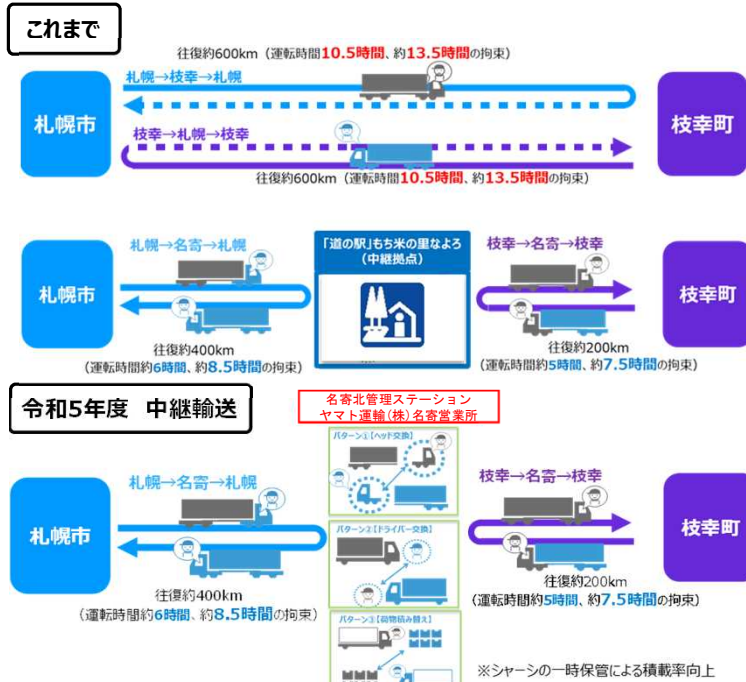 これまで
往復約600km（運転時間10.5時間、約13.5時間の拘束）
札幌→枝幸→札幌
札幌市
枝幸町
枝幸→札幌→枝幸
往復約600km（運転時間10.5時間、約13.5時間の拘束）
札幌→名寄→札幌
「道の駅」もち米の里なよろ
（中継拠点）
枝幸→名寄→枝幸
札幌市
枝幸町
往復約400km
（運転時間約6時間、約8.5時間の拘束）
往復約200km
（運転時間約5時間、約7.5時間の拘束）
令和5年度 中継輸送
名寄北管理ステーション
ヤマト運輸(株)名寄営業所
パターン①【ヘッド交換】
札幌→名寄→札幌
枝幸→名寄→枝幸
札幌市
枝幸町
パターン②【ドライバー交換】
往復約400km
（運転時間約6時間、約8.5時間の拘束）
往復約200km
（運転時間約5時間、約7.5時間の拘束）
パターン③【荷物積み替え】
※シャーシの一時保管による積載率向上